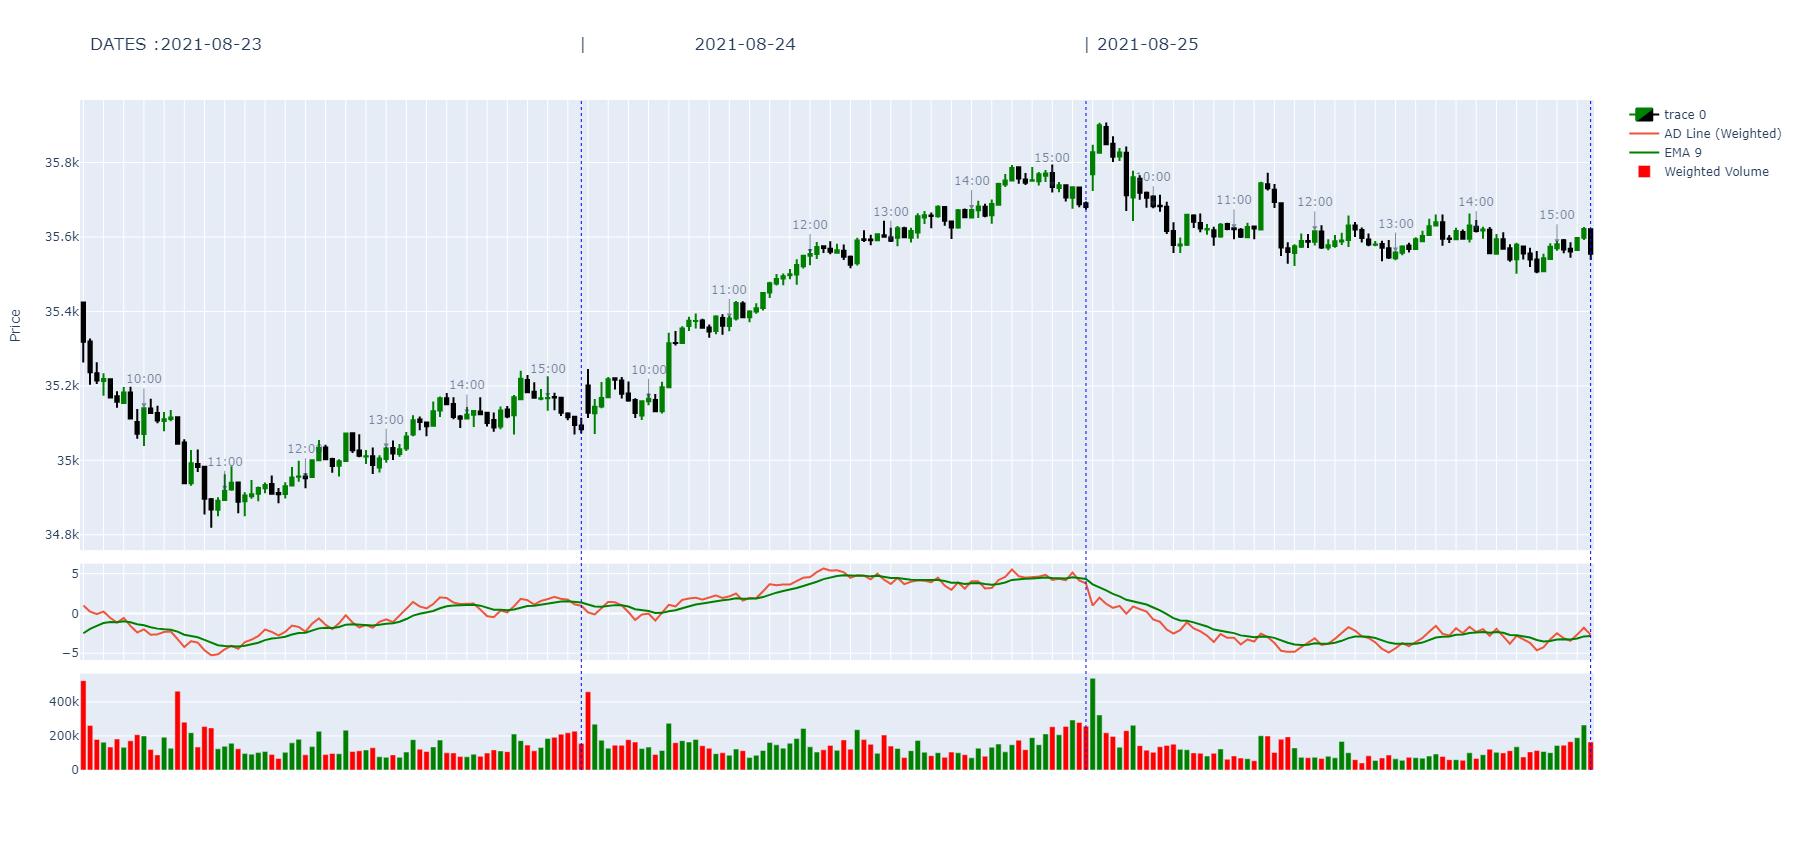 DATES :2021-08-23 | 2021-08-24 | 2021-08-25
trace 0
AD Line (Weighted)
EMA 9
Weighted Volume
Price
35.8k
35.6k
35.4k
35.2k
35k
34.8k
10:00
11:00
12:00
13:00
14:00
15:00
10:00
11:00
12:00
13:00
14:00
15:00
10:00
11:00
12:00
13:00
14:00
15:00
5
0
−5
400k
200k
0